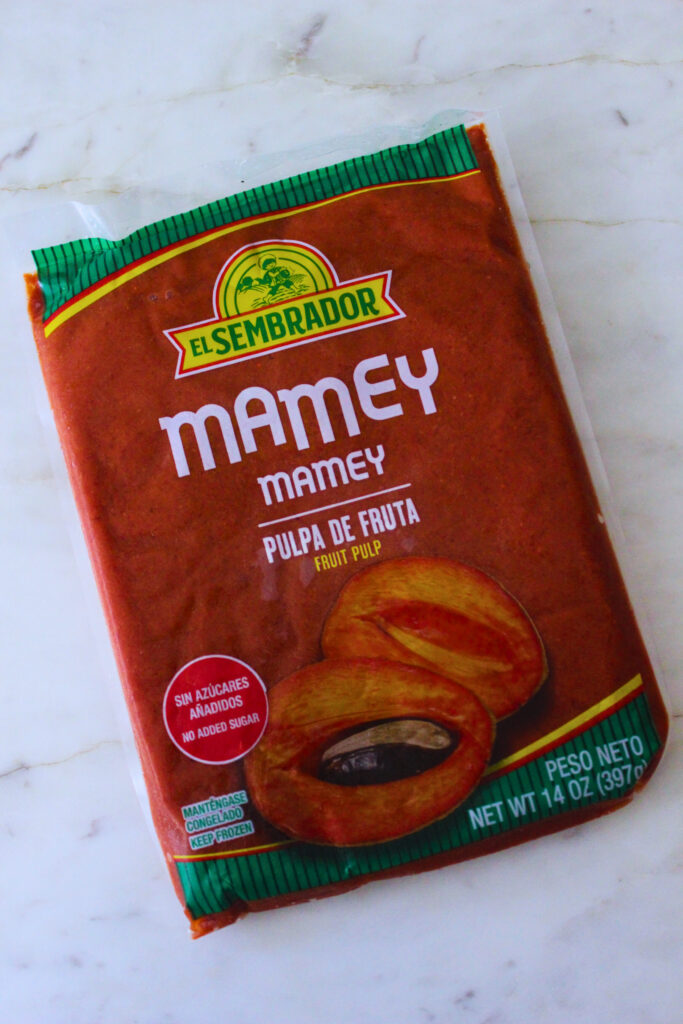 EL SEMBRADOR
MAMEY
MAMEY
PULPA DE FRUTA
FRUIT PULP
SIN AZÚCARES
AÑADIDOS
NO ADDED SUGAR
MANTÉNGASE
CONGELADO
KEEP FROZEN
PESO NETO
NET WT 14 OZ (397g)